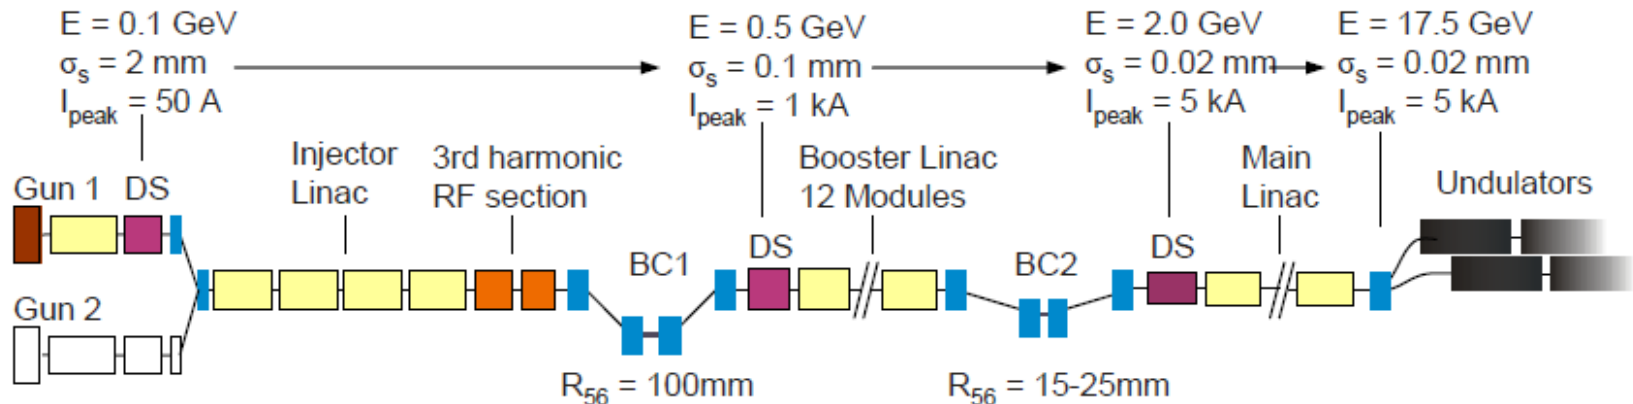 E = 0.1 GeV
σs = 2 mm
Ipeak = 50 A
E = 0.5 GeV
σs = 0.1 mm
Ipeak = 1 kA
E = 2.0 GeV
σs = 0.02 mm
Ipeak = 5 kA
E = 17.5 GeV
σs = 0.02 mm
Ipeak = 5 kA
Gun 1
DS
Injector
Linac
3rd harmonic
RF section
BC1
DS
Booster Linac
12 Modules
BC2
DS
Main
Linac
Undulators
Gun 2
R56 = 100mm
R56 = 15-25mm